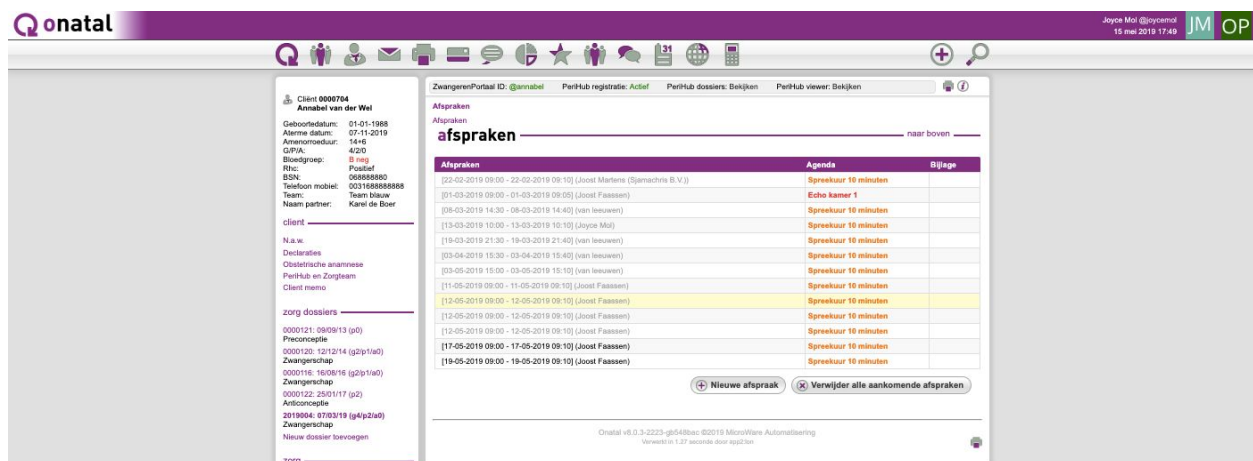 onatal
Joyce Mol @joycemol
15 mei 2019 17:49
JM
OP
31
Cliënt 0000704
Annabel van der Wel
Geboortedatum: 01-01-1988
Aterme datum: 07-11-2019
Amenorroeduur: 14+6
G/P/A: 4/2/0
Bloedgroep: B neg
Rhc: Positief
BSN: 068888880
Telefoon mobiel: 0031688888888
Team: Team blauw
Naam partner: Karel de Boer
client
N.a.w.
Declaraties
Obstetrische anamnese
PeriHub en Zorgteam
Client memo
zorg dossiers
0000121: 09/09/13 (p0)
Preconceptie
0000120: 12/12/14 (g2/p1/a0)
Zwangerschap
0000116: 16/08/16 (g2/p1/a0)
Zwangerschap
0000122: 25/01/17 (p2)
Anticonceptie
2019004: 07/03/19 (g4/p2/a0)
Zwangerschap
Nieuw dossier toevoegen
ZwangerenPortaal ID: @annabel PeriHub registratie: Actief PeriHub dossiers: Bekijken PeriHub viewer: Bekijken
Afspraken
Afspraken
afspraken naar boven
Afspraken Agenda Bijlage
[22-02-2019 09:00 - 22-02-2019 09:10] (Joost Martens (Sjamachris B.V.)) Spreekuur 10 minuten
[01-03-2019 09:00 - 01-03-2019 09:05] (Joost Faassen) Echo kamer 1
[08-03-2019 14:30 - 08-03-2019 14:40] (van leeuwen) Spreekuur 10 minuten
[13-03-2019 10:00 - 13-03-2019 10:10] (Joyce Mol) Spreekuur 10 minuten
[19-03-2019 21:30 - 19-03-2019 21:40] (van leeuwen) Spreekuur 10 minuten
[03-04-2019 15:30 - 03-04-2019 15:40] (van leeuwen) Spreekuur 10 minuten
[03-05-2019 15:00 - 03-05-2019 15:10] (van leeuwen) Spreekuur 10 minuten
[11-05-2019 09:00 - 11-05-2019 09:10] (Joost Faassen) Spreekuur 10 minuten
[12-05-2019 09:00 - 12-05-2019 09:10] (Joost Faassen) Spreekuur 10 minuten
[12-05-2019 09:00 - 12-05-2019 09:10] (Joost Faassen) Spreekuur 10 minuten
[12-05-2019 09:00 - 12-05-2019 09:10] (Joost Faassen) Spreekuur 10 minuten
[17-05-2019 09:00 - 17-05-2019 09:10] (Joost Faassen) Spreekuur 10 minuten
[19-05-2019 09:00 - 19-05-2019 09:10] (Joost Faassen) Spreekuur 10 minuten
Nieuwe afspraak Verwijder alle aankomende afspraken
Onatal v8.0.3-2223-gb548bac ©2019 MicroWare Automatisering
Verwerkt in 1.27 seconde door app2.lon